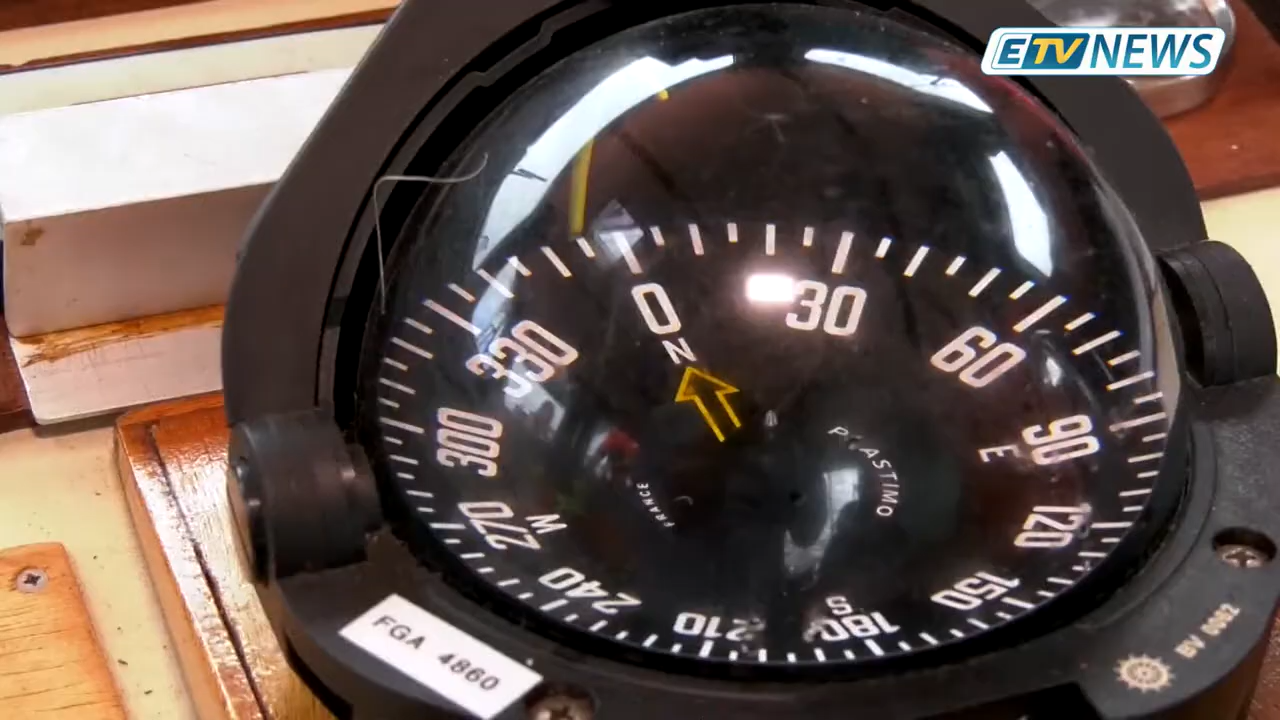 ETV NEWS
0
30
N
330
60
300
90
E
PLASTIMO
FRANCE
270
W
120
240
150
210
S
180
FGA 4860
BV 0062